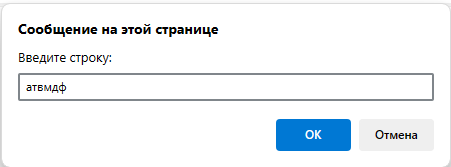 Сообщение на этой странице
Введите строку:
атвмдф
ОК
Отмена